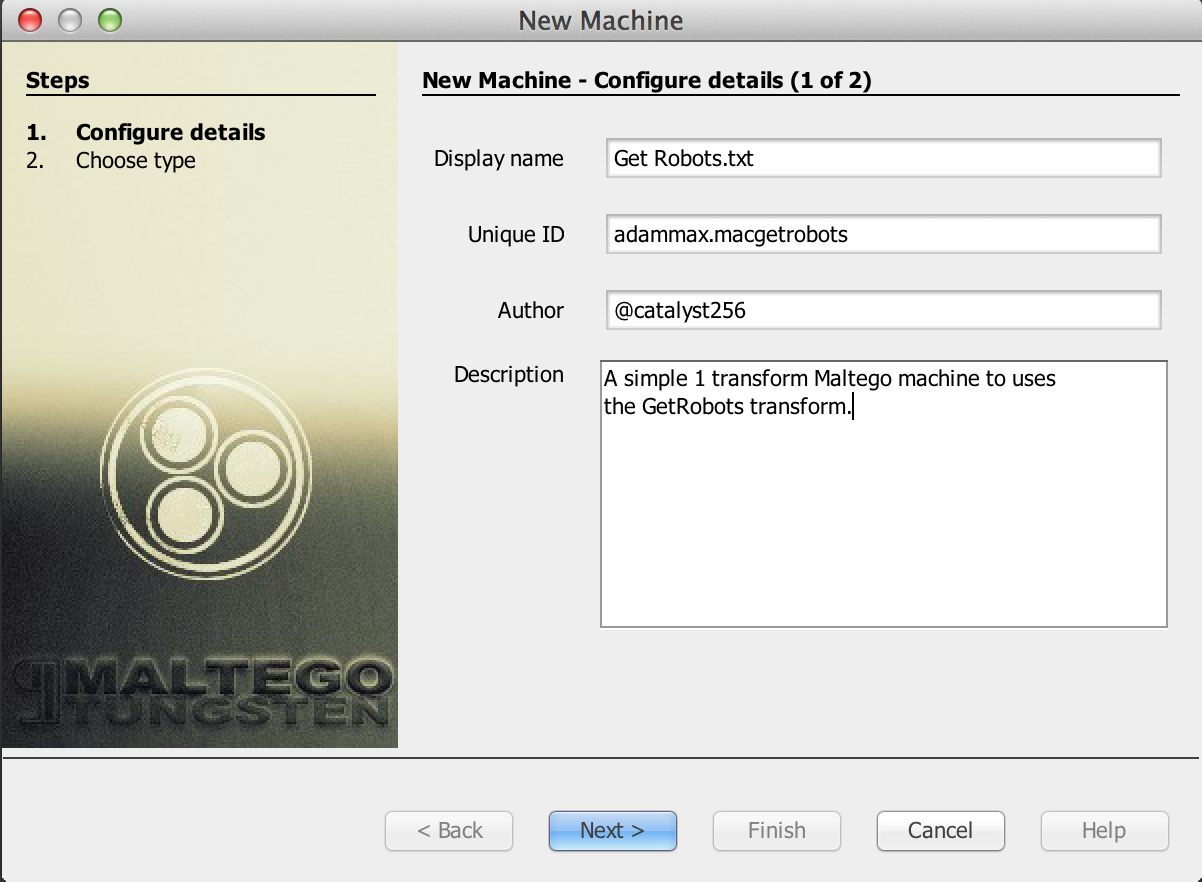 New Machine
Steps
1. Configure details
2. Choose type
MALTEGO
TUNGSTEN
New Machine - Configure details (1 of 2)
Display name Get Robots.txt
Unique ID adammax.macgetrobots
Author @catalyst256
Description A simple 1 transform Maltego machine to uses
the GetRobots transform.
< Back Next > Finish Cancel Help